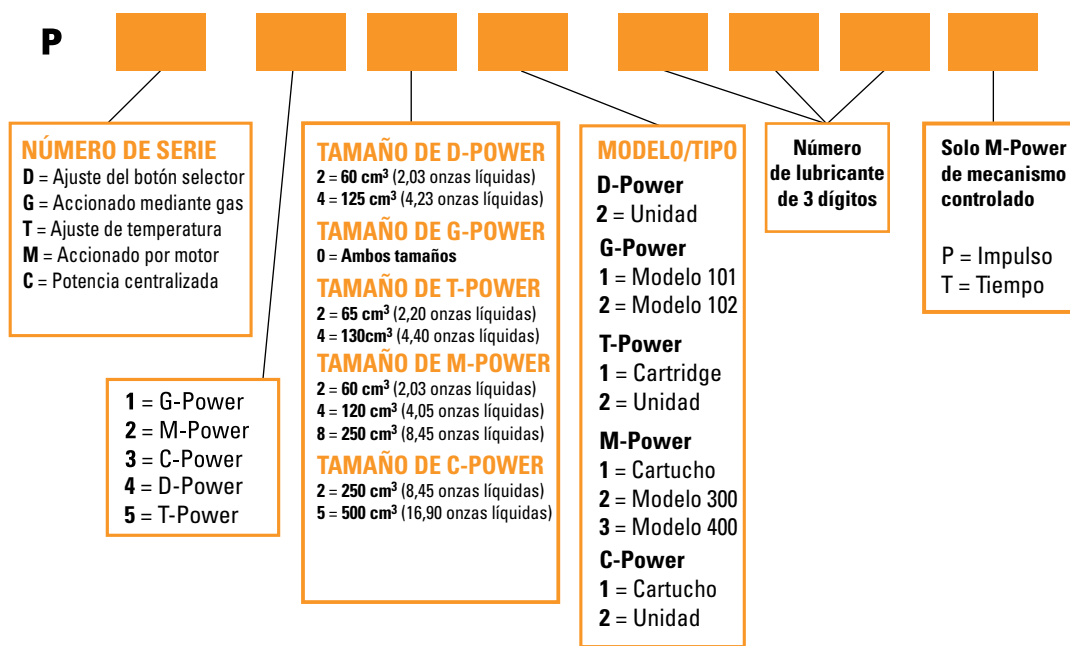 P
NÚMERO DE SERIE
D = Ajuste del botón selector
G = Accionado mediante gas
T = Ajuste de temperatura
M = Accionado por motor
C = Potencia centralizada
1 = G-Power
2 = M-Power
3 = C-Power
4 = D-Power
5 = T-Power
TAMAÑO DE D-POWER
2 = 60 cm³ (2,03 onzas líquidas)
4 = 125 cm³ (4,23 onzas líquidas)
TAMAÑO DE G-POWER
0 = Ambos tamaños
TAMAÑO DE T-POWER
2 = 65 cm³ (2,20 onzas líquidas)
4 = 130cm³ (4,40 onzas líquidas)
TAMAÑO DE M-POWER
2 = 60 cm³ (2,03 onzas líquidas)
4 = 120 cm³ (4,05 onzas líquidas)
8 = 250 cm³ (8,45 onzas líquidas)
TAMAÑO DE C-POWER
2 = 250 cm³ (8,45 onzas líquidas)
5 = 500 cm³ (16,90 onzas líquidas)
MODELO/TIPO
D-Power
2 = Unidad
G-Power
1 = Modelo 101
2 = Modelo 102
T-Power
1 = Cartridge
2 = Unidad
M-Power
1 = Cartucho
2 = Modelo 300
3 = Modelo 400
C-Power
1 = Cartucho
2 = Unidad
Número
de lubricante
de 3 dígitos
Solo M-Power
de mecanismo
controlado
P = Impulso
T = Tiempo